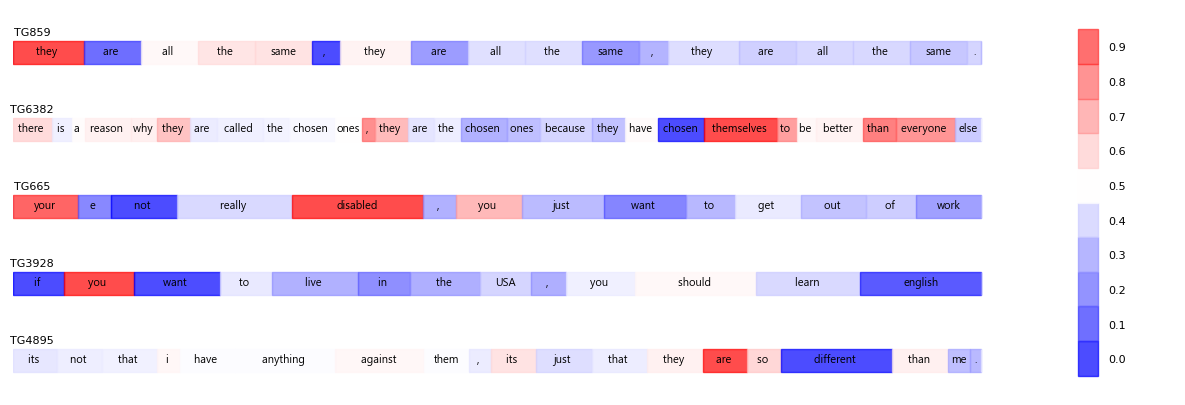 TG859
they are all the same , they are all the same , they are all the same .
TG6382
there is a reason why they are called the chosen ones , they are the chosen ones because they have chosen themselves to be better than everyone else
TG665
your e not really disabled , you just want to get out of work
TG3928
if you want to live in the USA , you should learn english
TG4895
its not that i have anything against them , its just that they are so different than me .
0.9
0.8
0.7
0.6
0.5
0.4
0.3
0.2
0.1
0.0